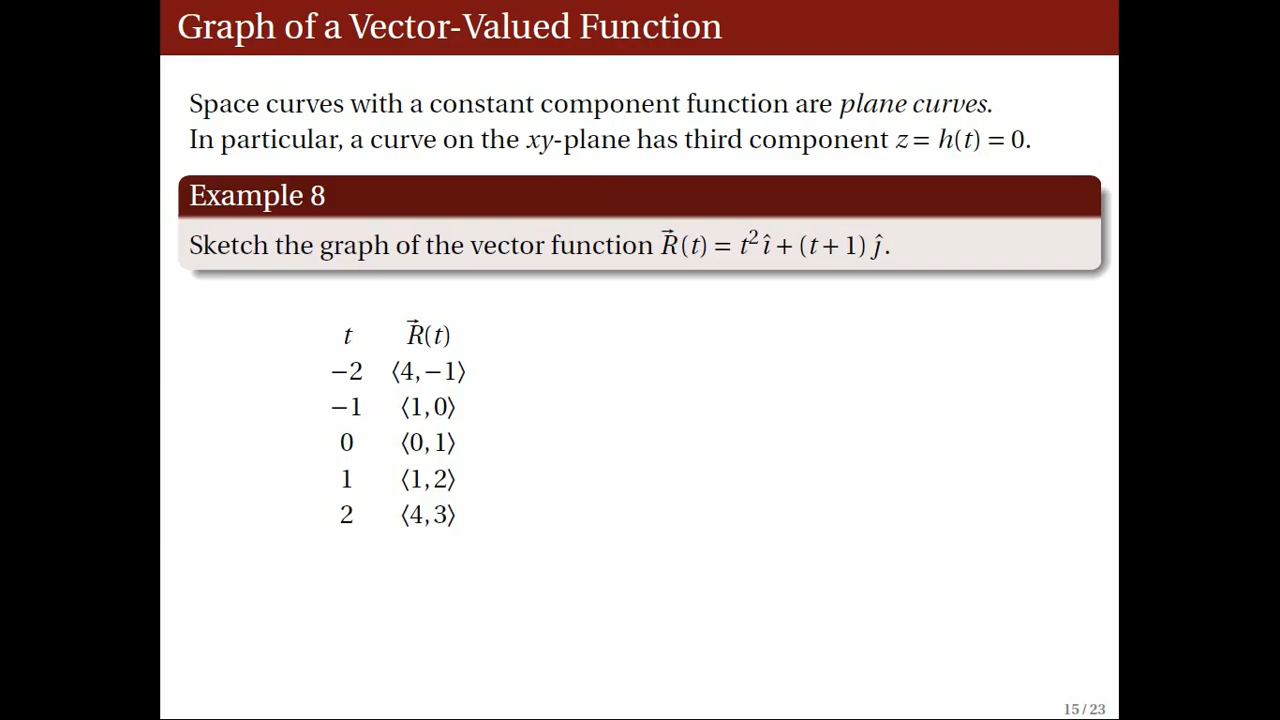 Graph of a Vector-Valued Function
Space curves with a constant component function are plane curves.
In particular, a curve on the xy-plane has third component z = h(t) = 0.
Example 8
Sketch the graph of the vector function R⃗(t) = t² î + (t + 1) ĵ.
t R⃗(t)
−2 ⟨4, −1⟩
−1 ⟨1, 0⟩
0 ⟨0, 1⟩
1 ⟨1, 2⟩
2 ⟨4, 3⟩
15 / 23